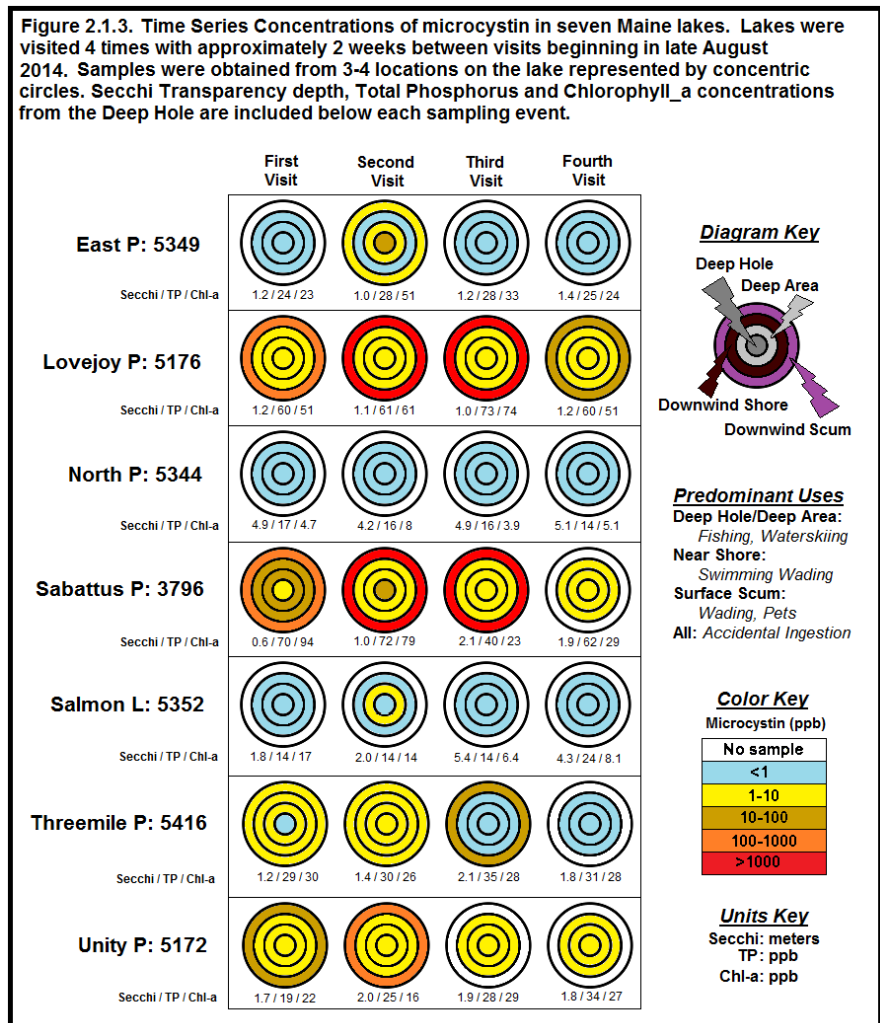 Figure 2.1.3. Time Series Concentrations of microcystin in seven Maine lakes. Lakes were
visited 4 times with approximately 2 weeks between visits beginning in late August
2014. Samples were obtained from 3-4 locations on the lake represented by concentric
circles. Secchi Transparency depth, Total Phosphorus and Chlorophyll_a concentrations
from the Deep Hole are included below each sampling event.
First Visit
Second Visit
Third Visit
Fourth Visit
East P: 5349
Secchi / TP / Chl-a
1.2 / 24 / 23
1.0 / 28 / 51
1.2 / 28 / 33
1.4 / 25 / 24
Lovejoy P: 5176
Secchi / TP / Chl-a
1.2 / 60 / 51
1.1 / 61 / 61
1.0 / 73 / 74
1.2 / 60 / 51
North P: 5344
Secchi / TP / Chl-a
4.9 / 17 / 4.7
4.2 / 16 / 8
4.9 / 16 / 3.9
5.1 / 14 / 5.1
Sabattus P: 3796
Secchi / TP / Chl-a
0.6 / 70 / 94
1.0 / 72 / 79
2.1 / 40 / 23
1.9 / 62 / 29
Salmon L: 5352
Secchi / TP / Chl-a
1.8 / 14 / 17
2.0 / 14 / 14
5.4 / 14 / 6.4
4.3 / 24 / 8.1
Threemile P: 5416
Secchi / TP / Chl-a
1.2 / 29 / 30
1.4 / 30 / 26
2.1 / 35 / 28
1.8 / 31 / 28
Unity P: 5172
Secchi / TP / Chl-a
1.7 / 19 / 22
2.0 / 25 / 16
1.9 / 28 / 29
1.8 / 34 / 27
Diagram Key
Deep Hole
Deep Area
Downwind Shore
Downwind Scum
Predominant Uses
Deep Hole/Deep Area:
Fishing, Waterskiing
Near Shore:
Swimming Wading
Surface Scum:
Wading, Pets
All: Accidental Ingestion
Color Key
Microcystin (ppb)
No sample
<1
1-10
10-100
100-1000
>1000
Units Key
Secchi: meters
TP: ppb
Chl-a: ppb